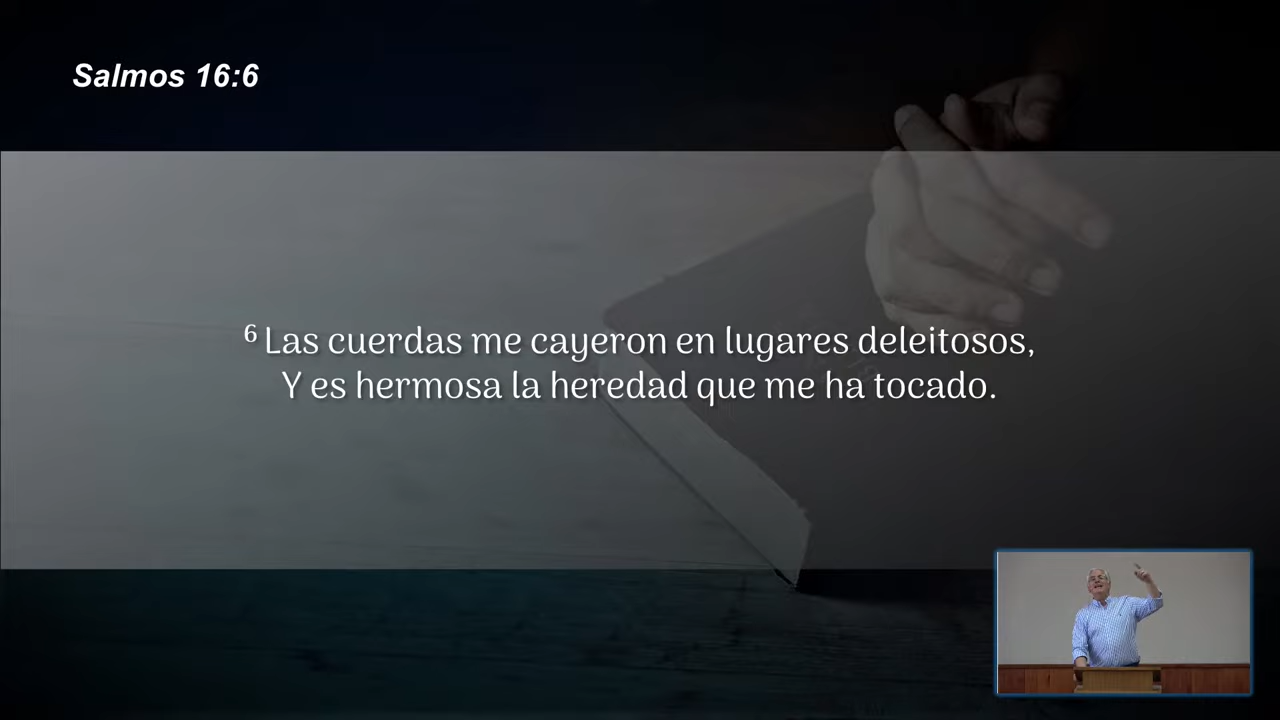 Salmos 16:6
⁶ Las cuerdas me cayeron en lugares deleitosos,
Y es hermosa la heredad que me ha tocado.